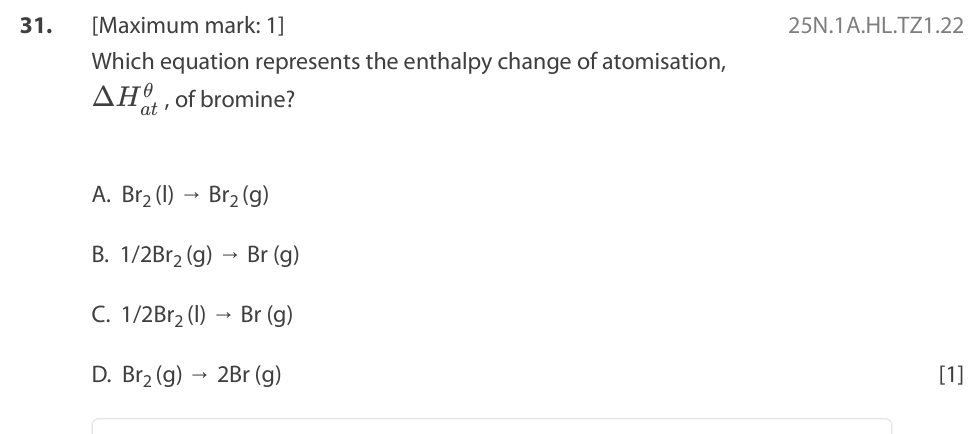 31. [Maximum mark: 1] 25N.1A.HL.TZ1.22
Which equation represents the enthalpy change of atomisation,
ΔH^θ_at , of bromine?
A. Br₂ (l) → Br₂ (g)
B. 1/2Br₂ (g) → Br (g)
C. 1/2Br₂ (l) → Br (g)
D. Br₂ (g) → 2Br (g) [1]